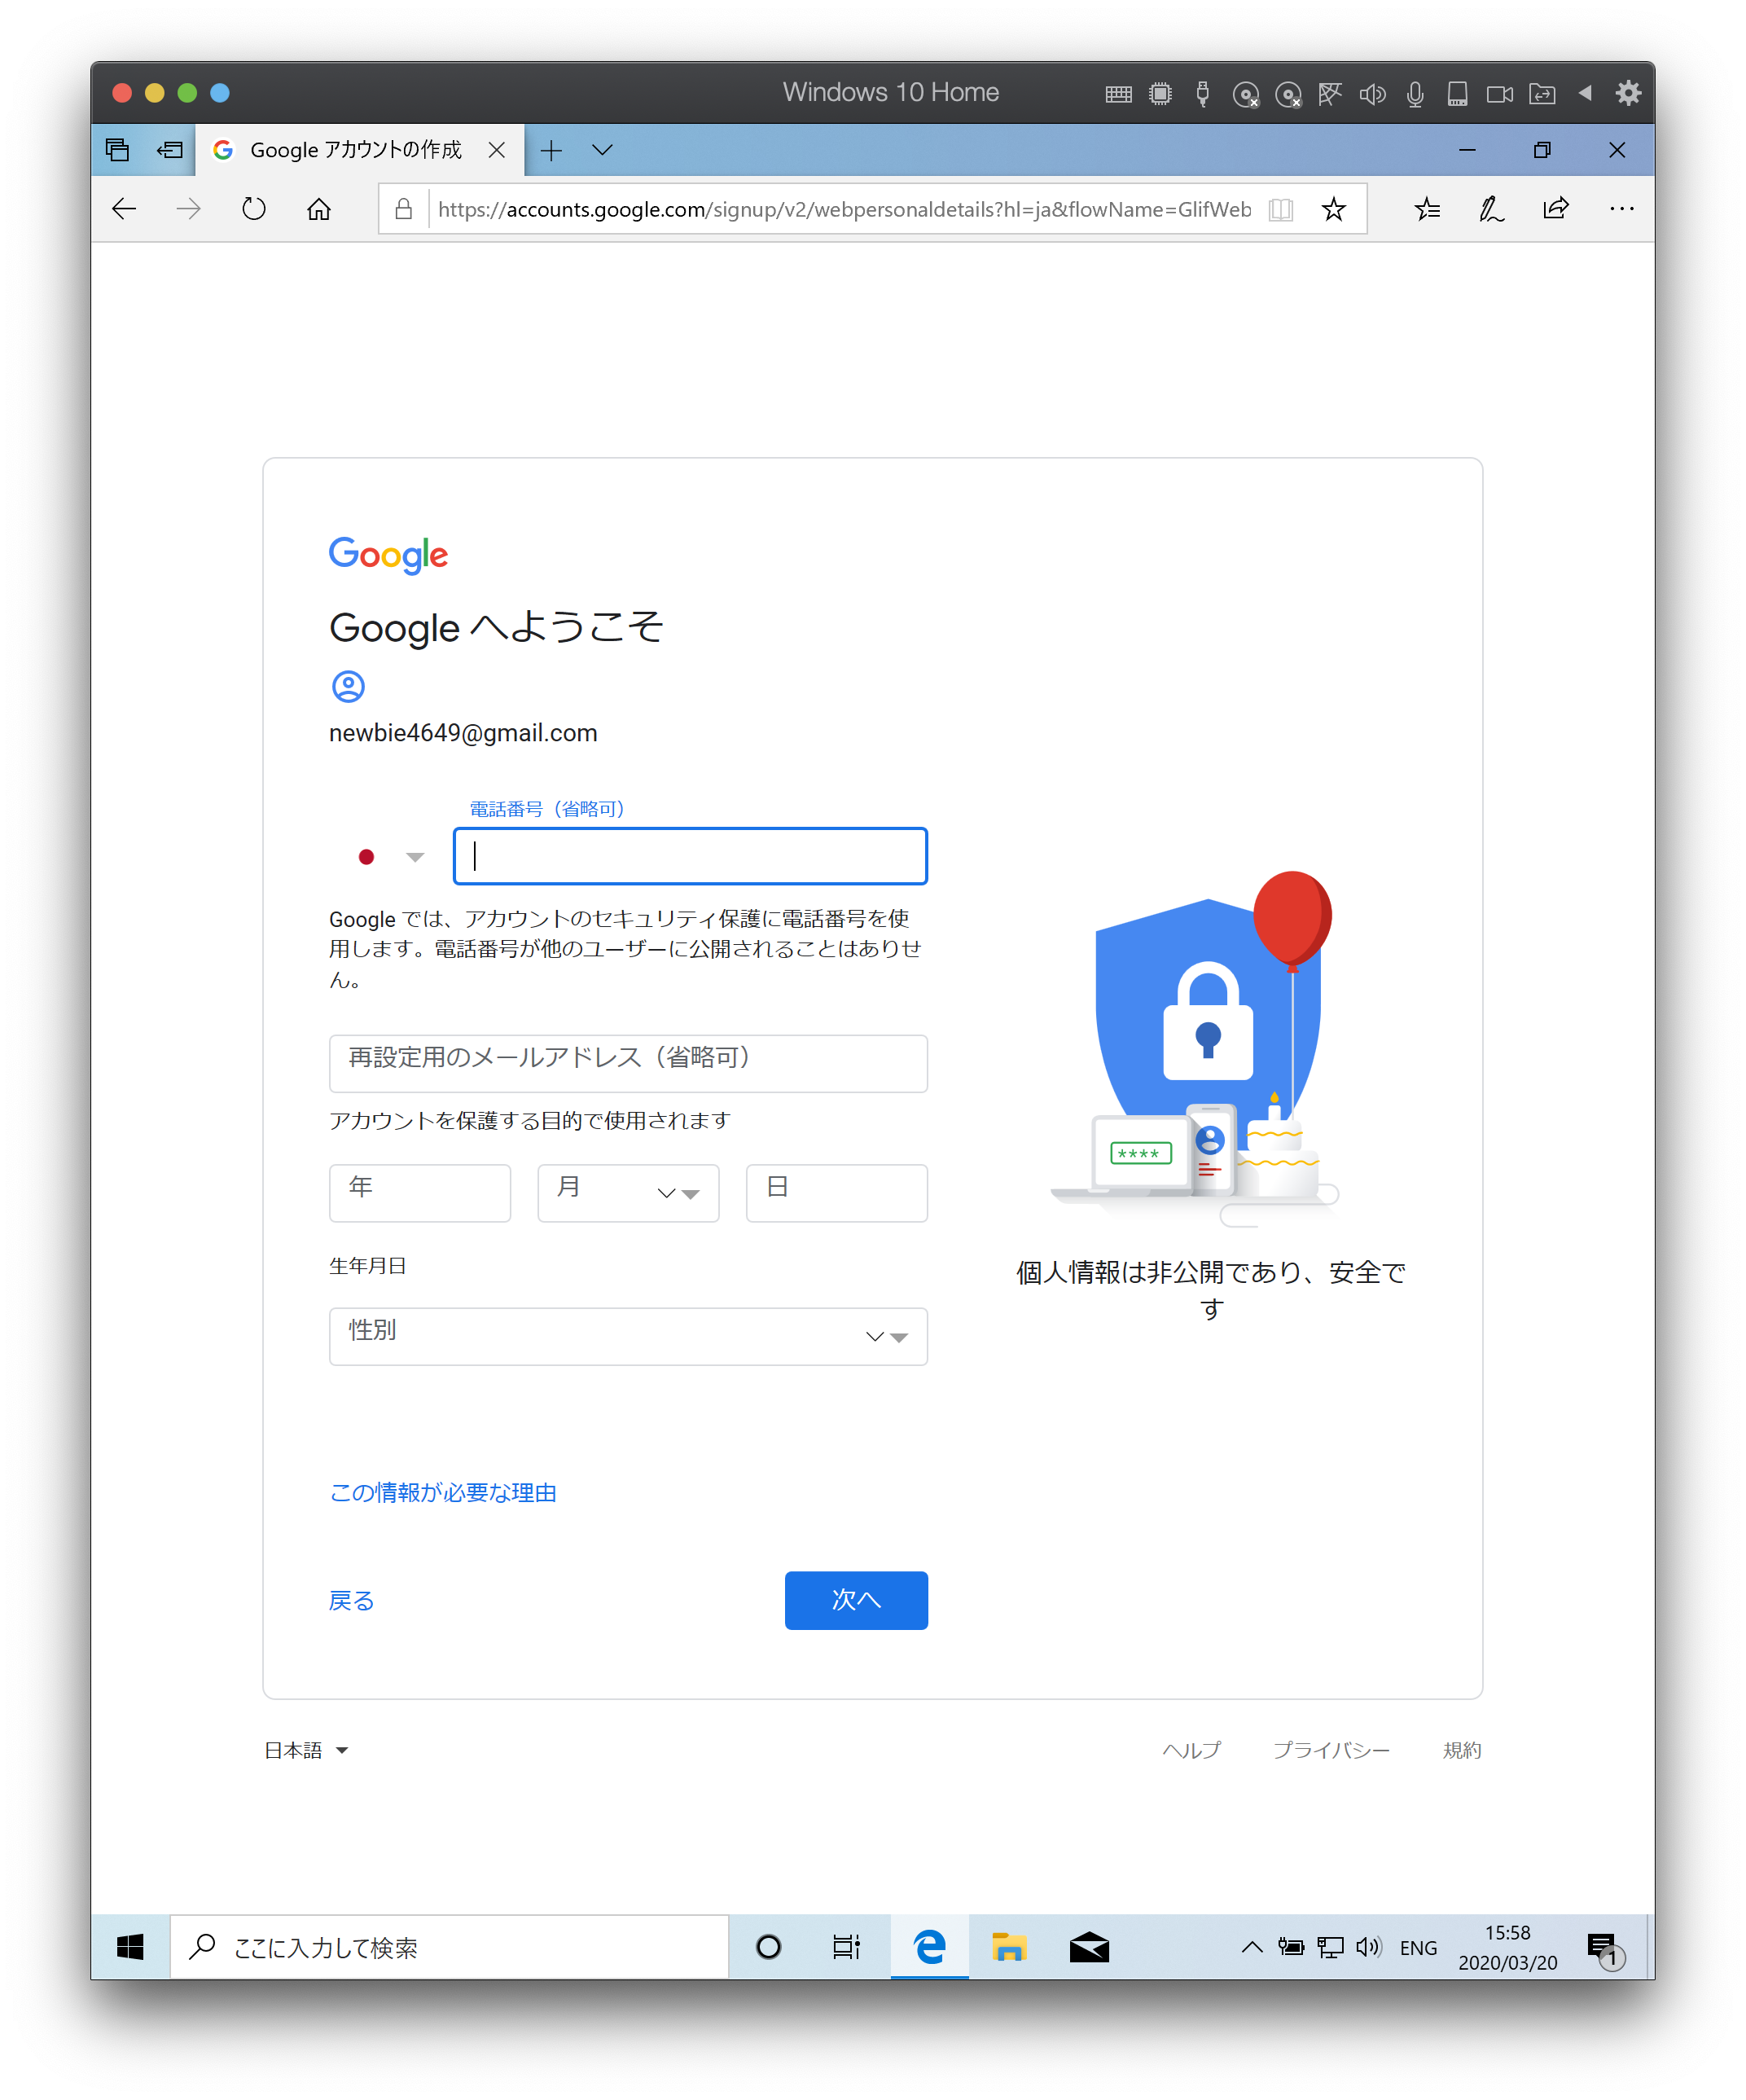 Windows 10 Home
Google アカウントの作成
https://accounts.google.com/signup/v2/webpersonaldetails?hl=ja&flowName=GlifWeb
Google
Google へようこそ
newbie4649@gmail.com
電話番号（省略可）
Google では、アカウントのセキュリティ保護に電話番号を使
用します。電話番号が他のユーザーに公開されることはありませ
ん。
再設定用のメールアドレス（省略可）
アカウントを保護する目的で使用されます
年
月
日
生年月日
性別
****
個人情報は非公開であり、安全で
す
この情報が必要な理由
戻る
次へ
日本語
ヘルプ
プライバシー
規約
ここに入力して検索
ENG
15:58
2020/03/20
1